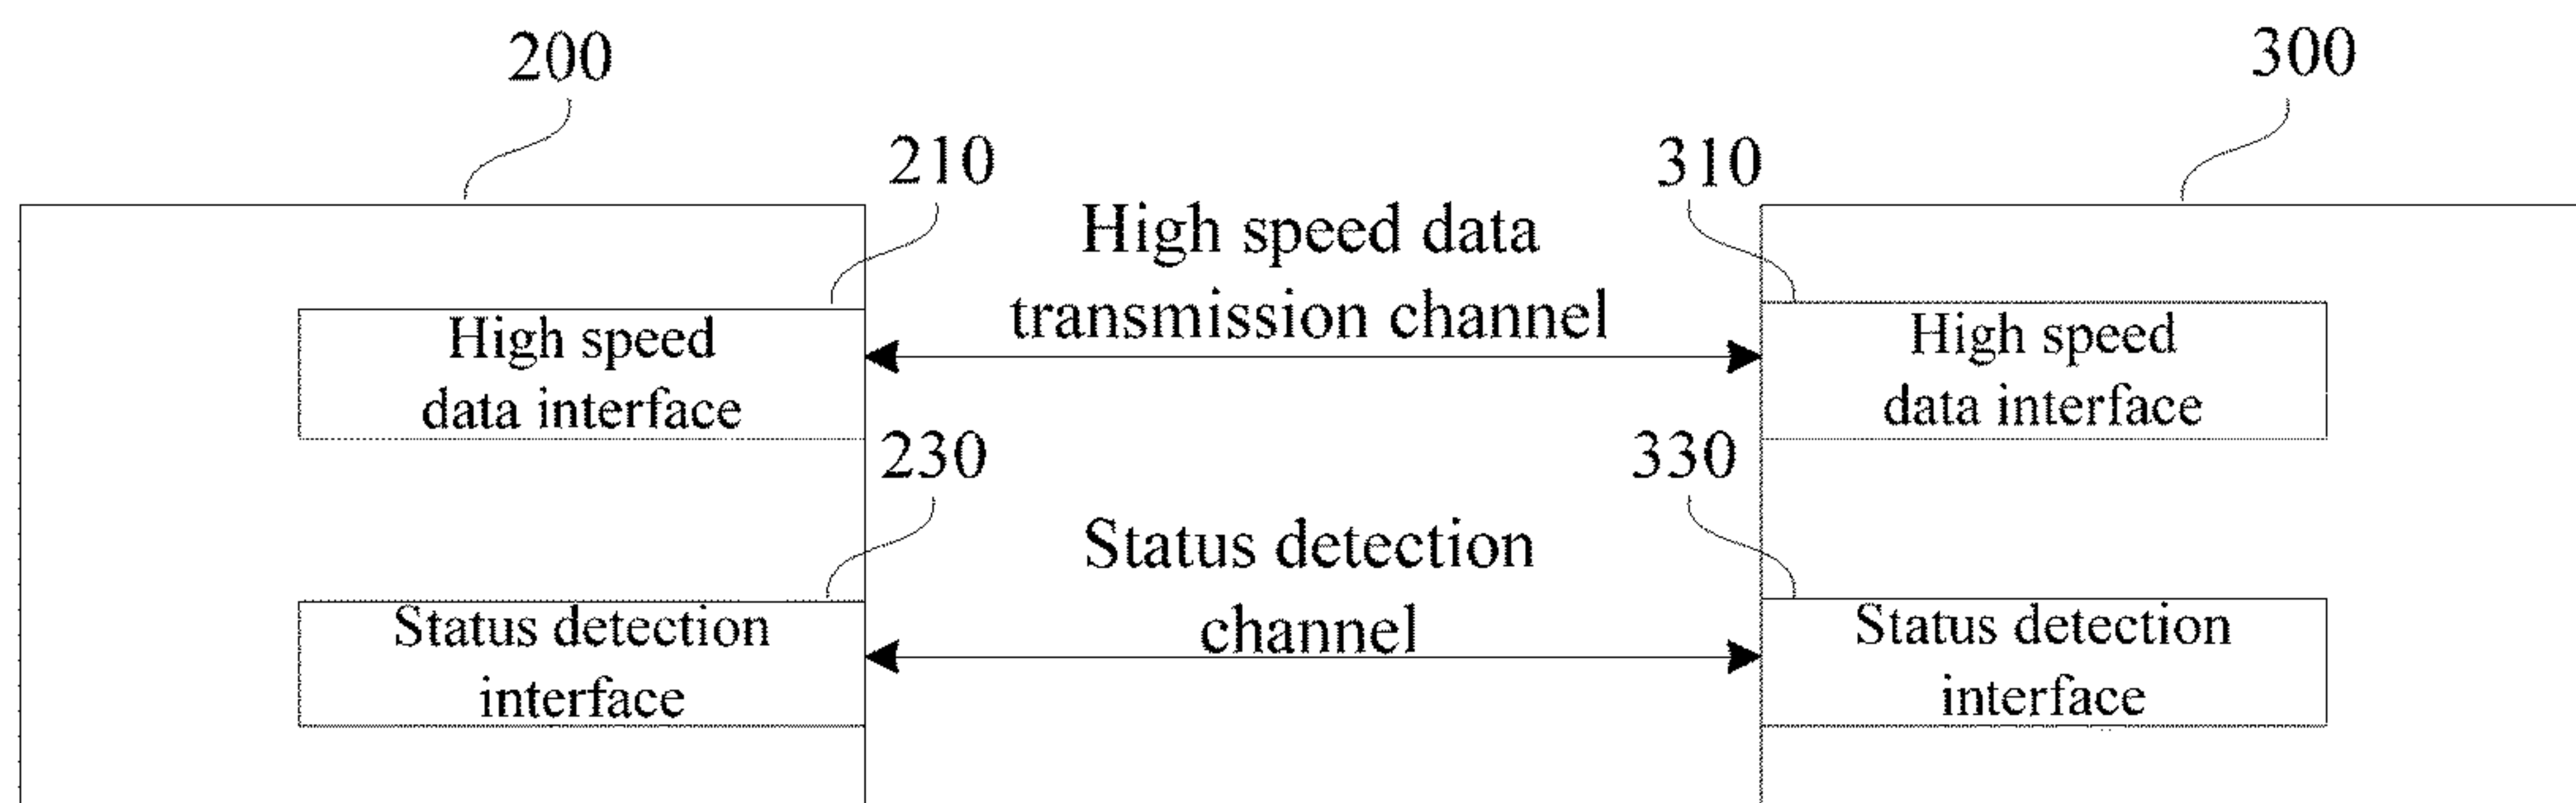 200
300
210
310
High speed data
transmission channel
High speed
data interface
High speed
data interface
230
330
Status detection
channel
Status detection
interface
Status detection
interface